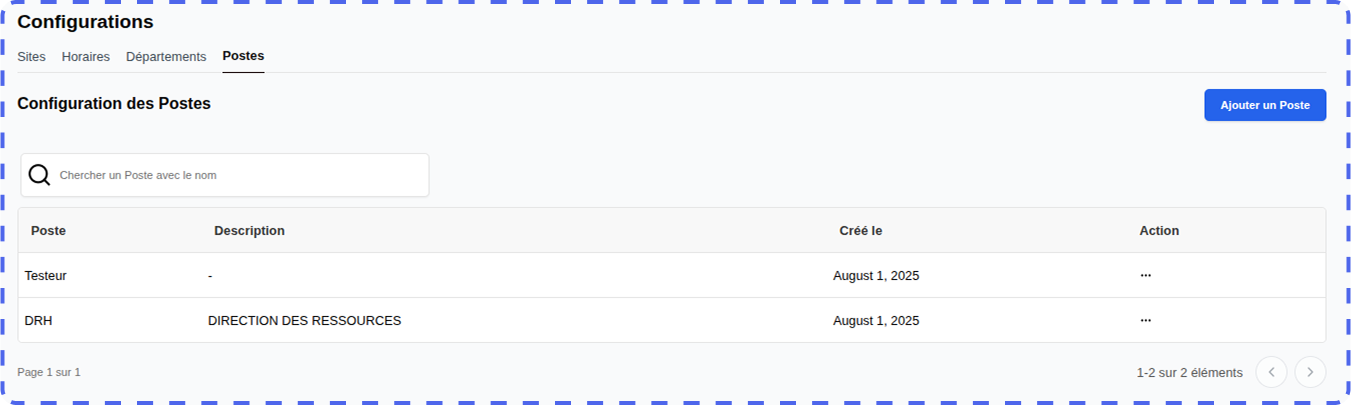 Configurations
Sites Horaires Départements Postes
Configuration des Postes
Ajouter un Poste
Chercher un Poste avec le nom
Poste Description Créé le Action
Testeur - August 1, 2025 ...
DRH DIRECTION DES RESSOURCES August 1, 2025 ...
Page 1 sur 1
1-2 sur 2 éléments